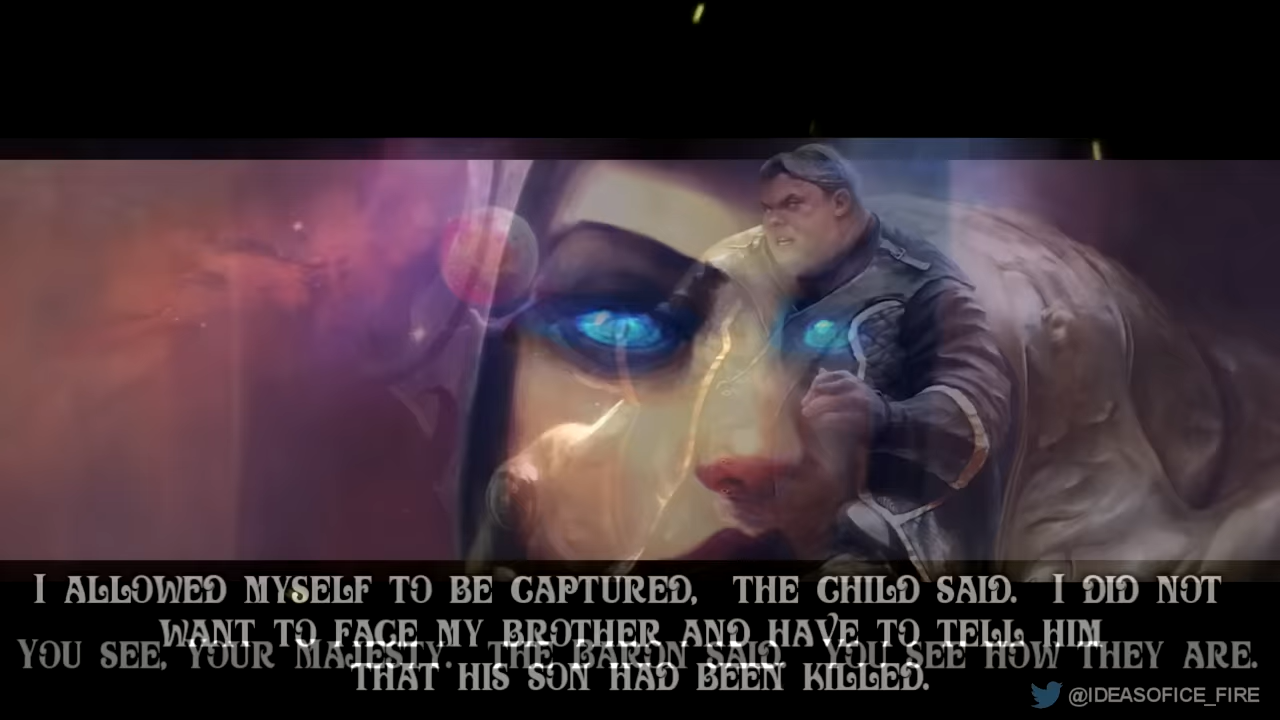 I ALLOWED MYSELF TO BE CAPTURED, THE CHILD SAID. I DID NOT
WANT TO FACE MY BROTHER AND HAVE TO TELL HIM
YOU SEE, YOUR MAJESTY. THE BARON SAID. YOU SEE HOW THEY ARE.
THAT HIS SON HAD BEEN KILLED.
@IDEASOFICE_FIRE